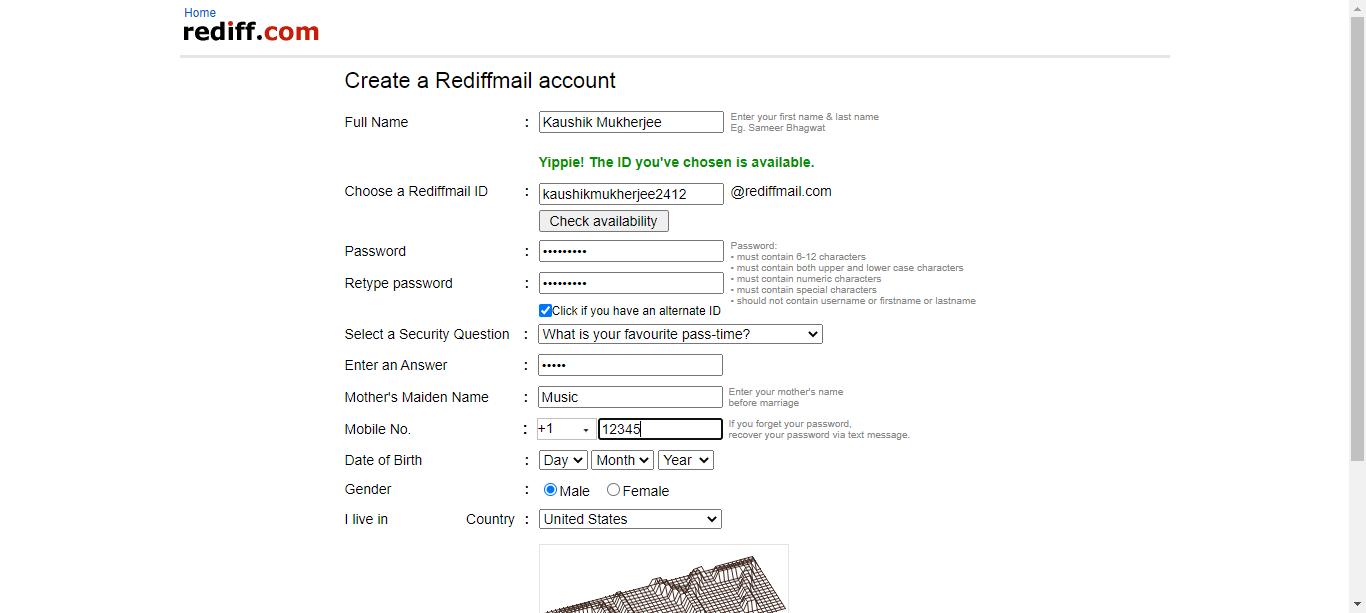 Home
rediff.com
Create a Rediffmail account
Full Name : Kaushik Mukherjee Enter your first name & last name
Eg. Sameer Bhagwat
Yippie! The ID you've chosen is available.
Choose a Rediffmail ID : kaushikmukherjee2412 @rediffmail.com
Check availability
Password : ••••••••• Password:
• must contain 6-12 characters
• must contain both upper and lower case characters
• must contain numeric characters
• must contain special characters
• should not contain username or firstname or lastname
Retype password : •••••••••
Click if you have an alternate ID
Select a Security Question : What is your favourite pass-time?
Enter an Answer : •••••
Mother's Maiden Name : Music Enter your mother's name
before marriage
Mobile No. : +1 12345 If you forget your password,
recover your password via text message.
Date of Birth : Day Month Year
Gender : Male Female
I live in Country : United States